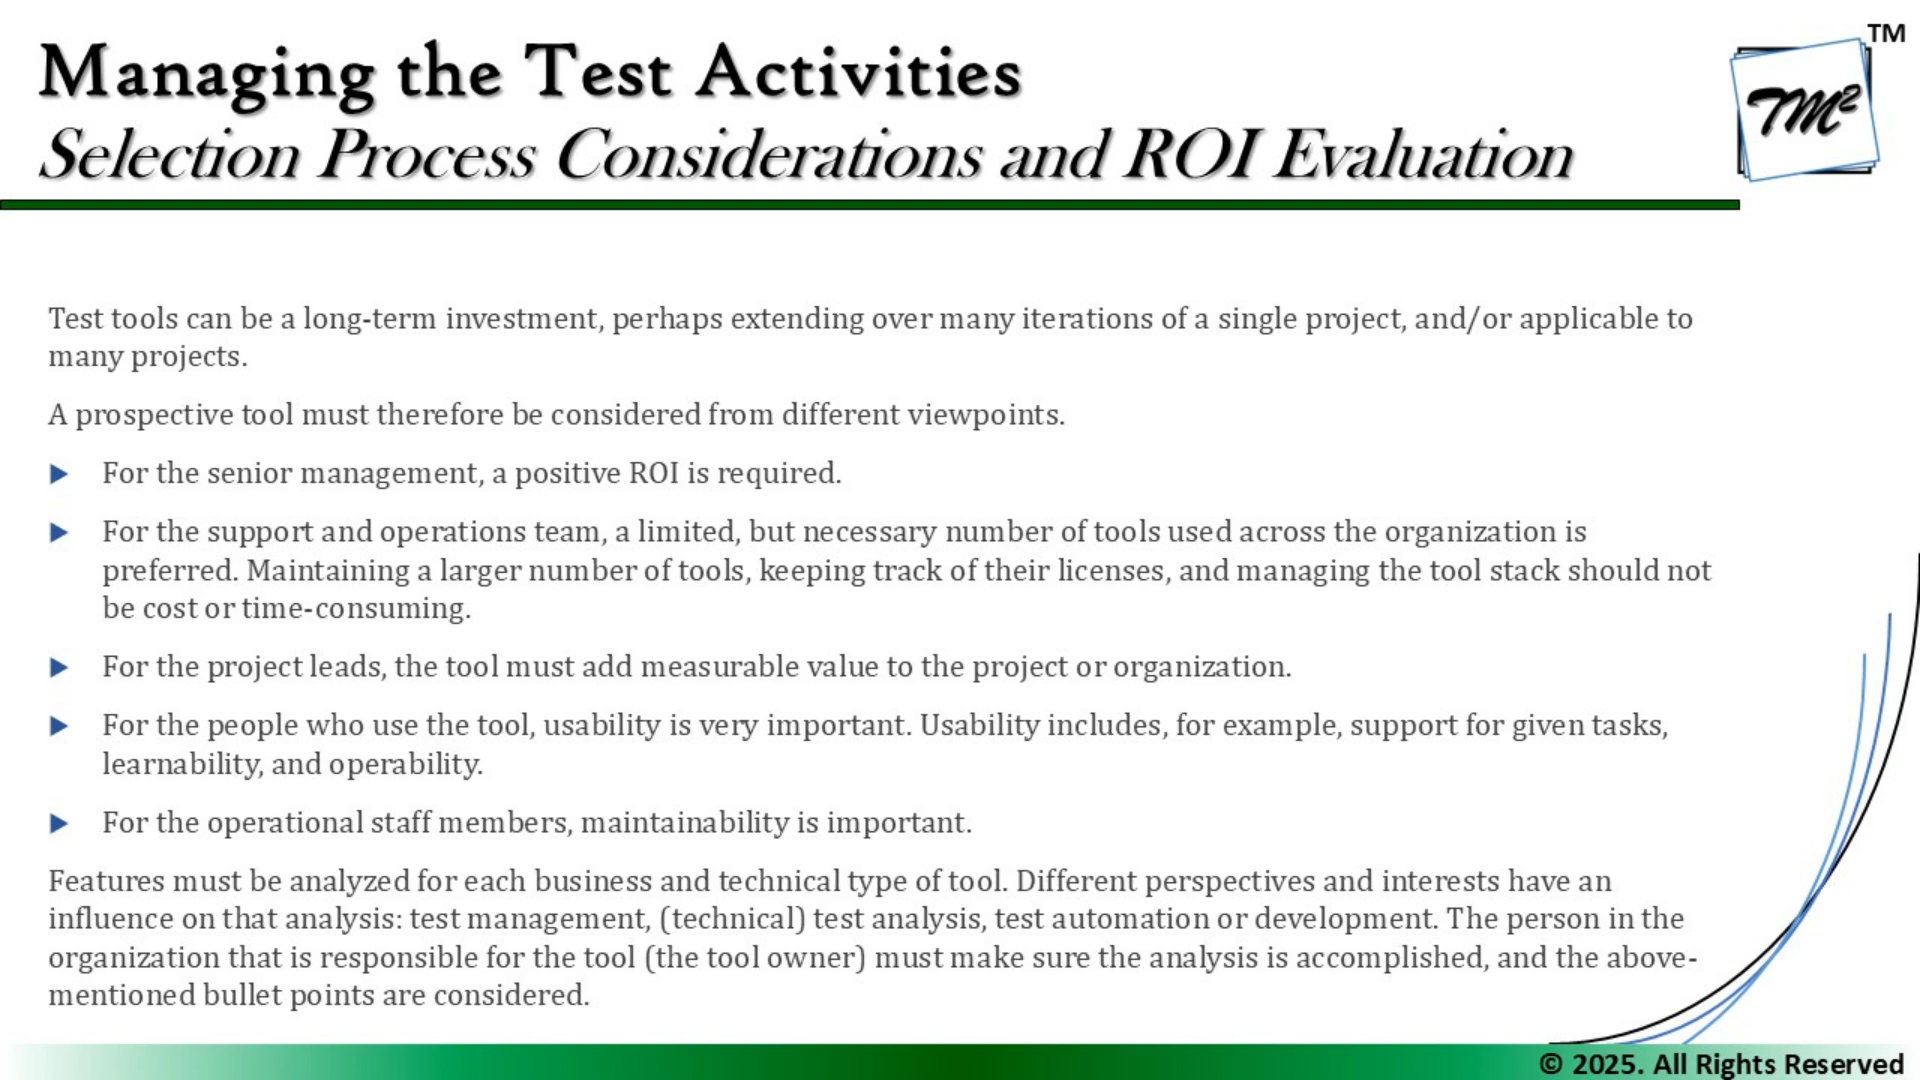 Managing the Test Activities
TM
TM²
Selection Process Considerations and ROI Evaluation
Test tools can be a long-term investment, perhaps extending over many iterations of a single project, and/or applicable to
many projects.
A prospective tool must therefore be considered from different viewpoints.
For the senior management, a positive ROI is required.
For the support and operations team, a limited, but necessary number of tools used across the organization is
preferred. Maintaining a larger number of tools, keeping track of their licenses, and managing the tool stack should not
be cost or time-consuming.
For the project leads, the tool must add measurable value to the project or organization.
For the people who use the tool, usability is very important. Usability includes, for example, support for given tasks,
learnability, and operability.
For the operational staff members, maintainability is important.
Features must be analyzed for each business and technical type of tool. Different perspectives and interests have an
influence on that analysis: test management, (technical) test analysis, test automation or development. The person in the
organization that is responsible for the tool (the tool owner) must make sure the analysis is accomplished, and the above-
mentioned bullet points are considered.
© 2025. All Rights Reserved